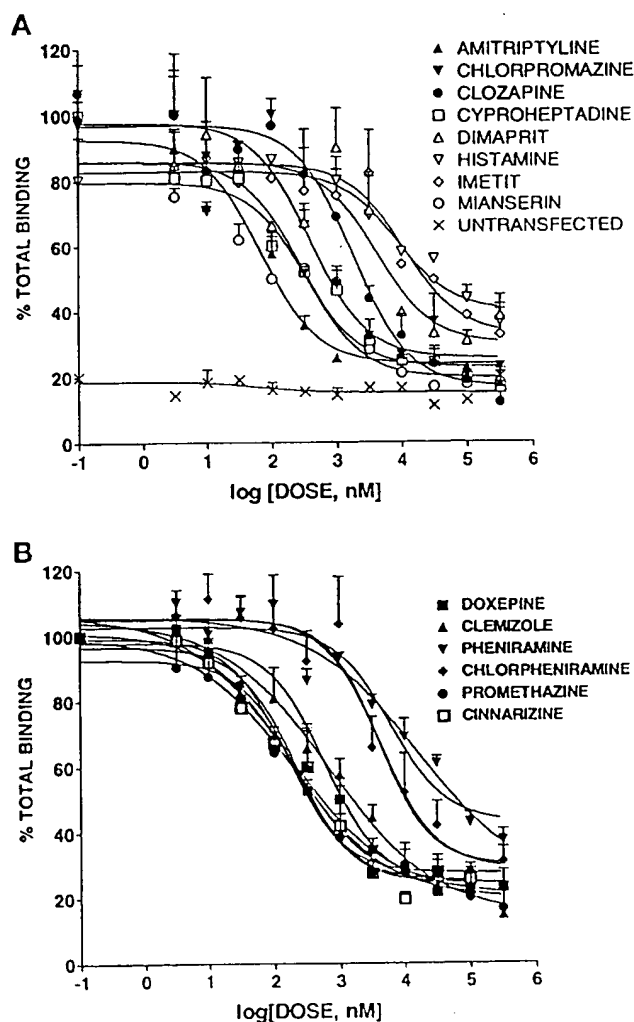 A
120
100
80
60
40
20
0
% TOTAL BINDING
-1
0
1
2
3
4
5
6
log [DOSE, nM]
AMITRIPTYLINE
CHLORPROMAZINE
CLOZAPINE
CYPROHEPTADINE
DIMAPRIT
HISTAMINE
IMETIT
MIANSERIN
UNTRANSFECTED
B
120
100
80
60
40
20
0
% TOTAL BINDING
-1
0
1
2
3
4
5
6
log[DOSE, nM]
DOXEPINE
CLEMIZOLE
PHENIRAMINE
CHLORPHENIRAMINE
PROMETHAZINE
CINNARIZINE